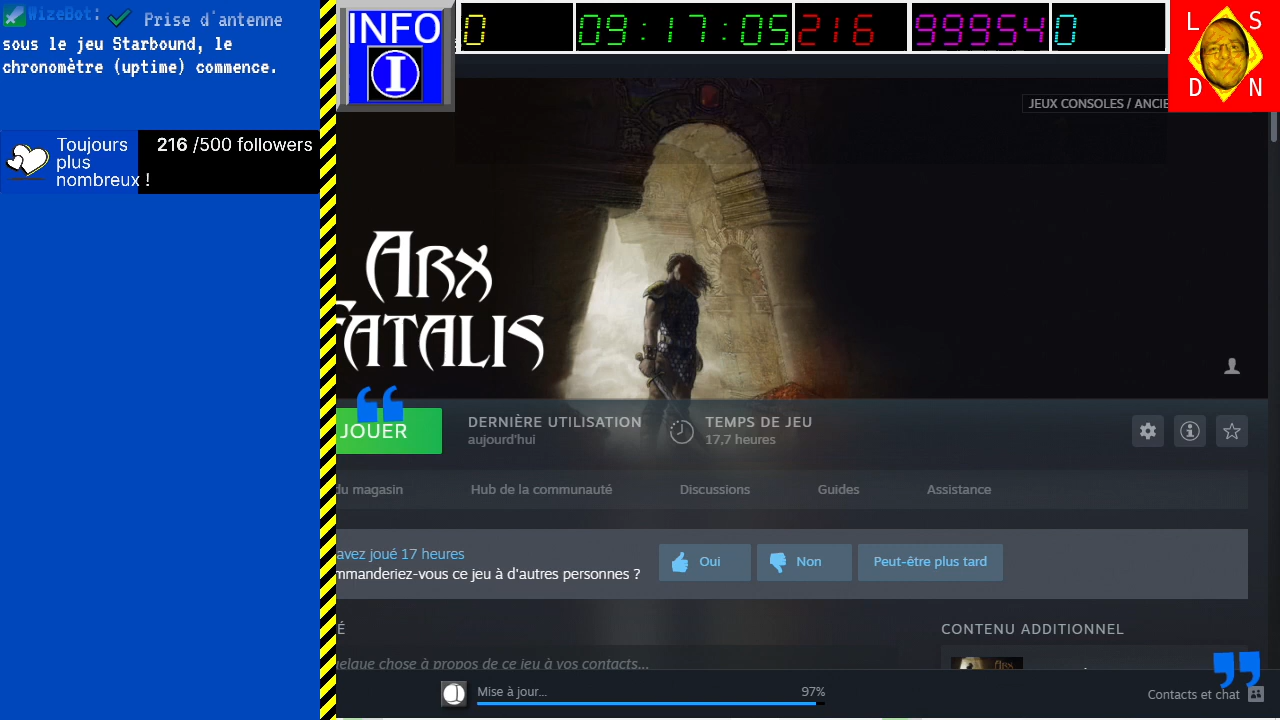 WizeBot: Prise d'antenne
sous le jeu Starbound, le
chronomètre (uptime) commence.
INFO
I
0
09:17:05
216
99954
0
L S
D N
Toujours
plus
nombreux !
216 /500 followers
JEUX CONSOLES / ANCIE
ARX
FATALIS
JOUER
DERNIÈRE UTILISATION
aujourd'hui
TEMPS DE JEU
17,7 heures
du magasin
Hub de la communauté
Discussions
Guides
Assistance
avez joué 17 heures
mmanderiez-vous ce jeu à d'autres personnes ?
Oui
Non
Peut-être plus tard
É
uelque chose à propos de ce jeu à vos contacts...
CONTENU ADDITIONNEL
Mise à jour...
97%
Contacts et chat